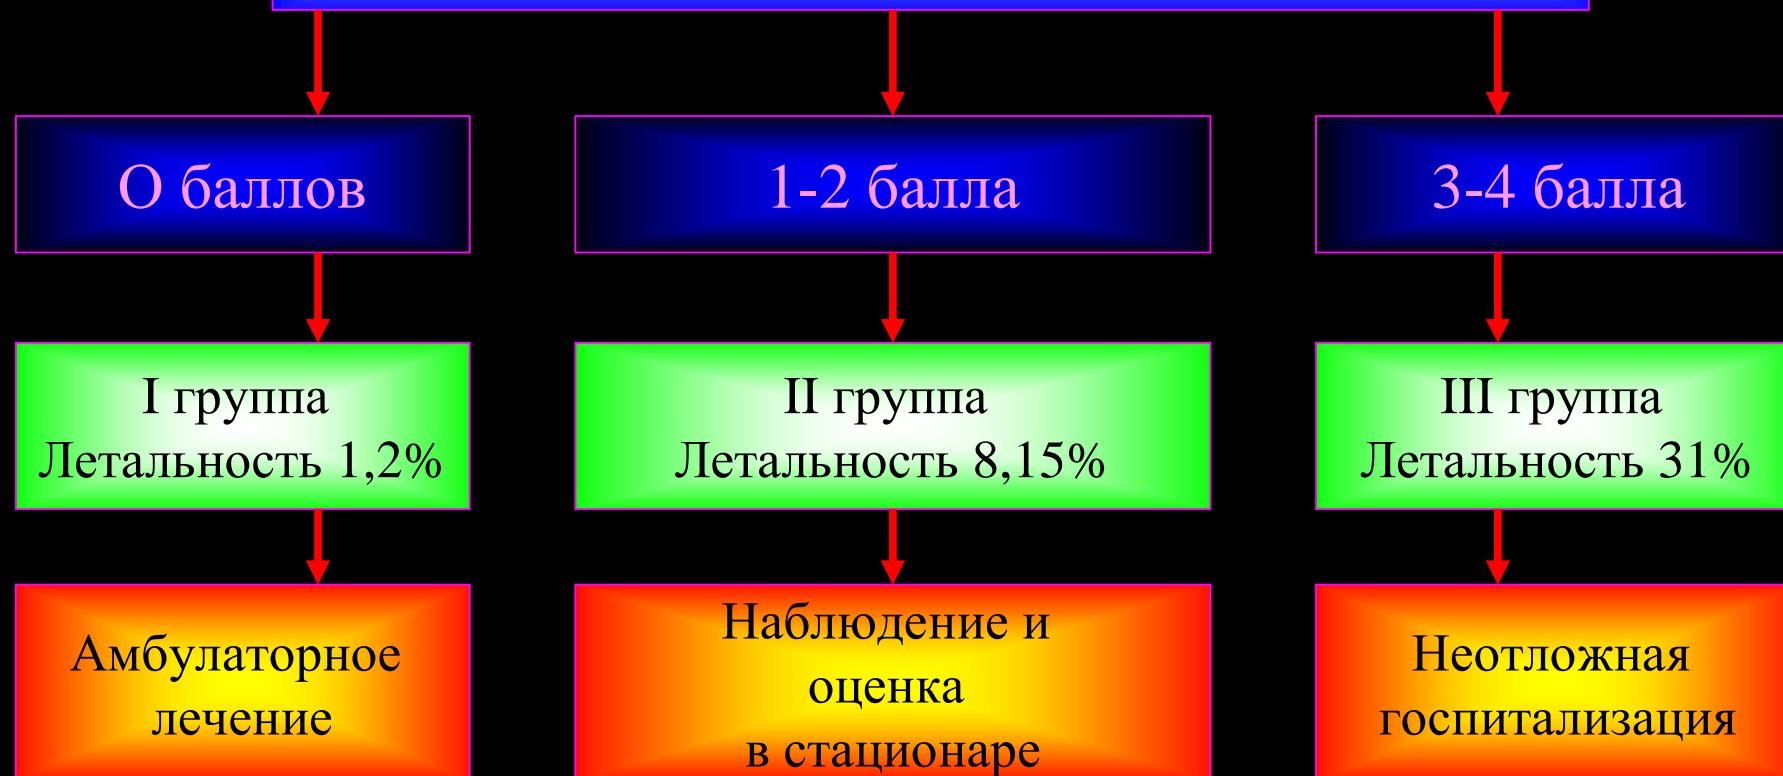 О баллов
1-2 балла
3-4 балла
I группа
Летальность 1,2%
II группа
Летальность 8,15%
III группа
Летальность 31%
Амбулаторное
лечение
Наблюдение и
оценка
в стационаре
Неотложная
госпитализация